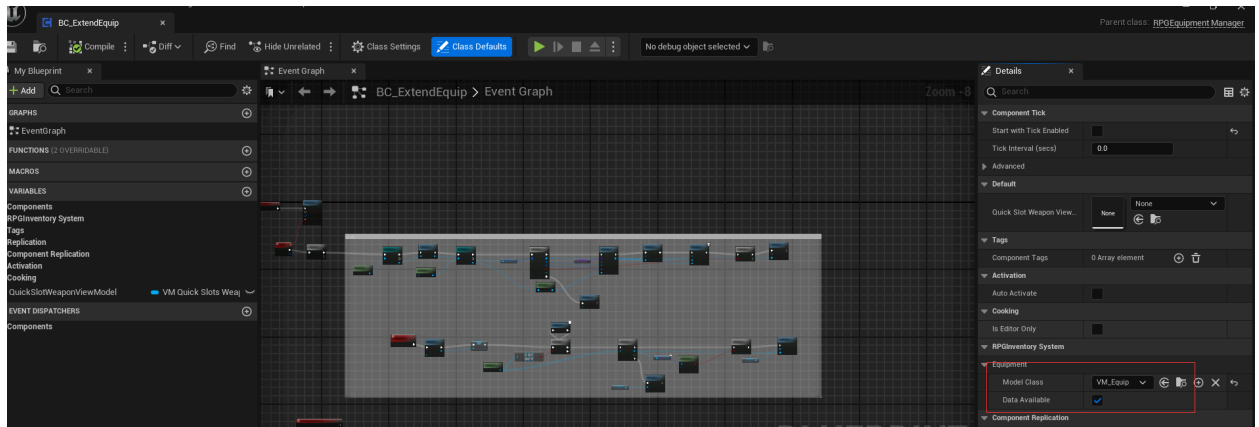 BC_ExtendEquip
Parent class: RPGEquipment Manager
Compile
Diff
Find
Hide Unrelated
Class Settings
Class Defaults
No debug object selected
My Blueprint
Event Graph
Details
Add
Search
BC_ExtendEquip > Event Graph
Zoom -8
Search
GRAPHS
EventGraph
FUNCTIONS (2 OVERRIDABLE)
MACROS
VARIABLES
Components
RPGInventory System
Tags
Replication
Component Replication
Activation
Cooking
QuickSlotWeaponViewModel
VM Quick Slots Weap
EVENT DISPATCHERS
Components
Component Tick
Start with Tick Enabled
Tick Interval (secs)
0.0
Advanced
Default
Quick Slot Weapon View...
None
None
Tags
Component Tags
0 Array element
Activation
Auto Activate
Cooking
Is Editor Only
RPGInventory System
Equipment
Model Class
VM_Equip
Data Available
Component Replication